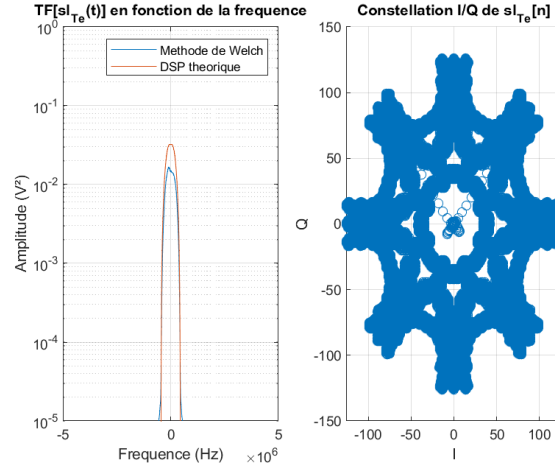 TF[sl_Te(t)] en fonction de la frequence
10^0
10^-1
10^-2
10^-3
10^-4
10^-5
Amplitude (V²)
Methode de Welch
DSP theorique
-5 0 5
×10^6
Frequence (Hz)
Constellation I/Q de sl_Te[n]
150
100
50
0
-50
-100
-150
Q
-100 -50 0 50 100
I